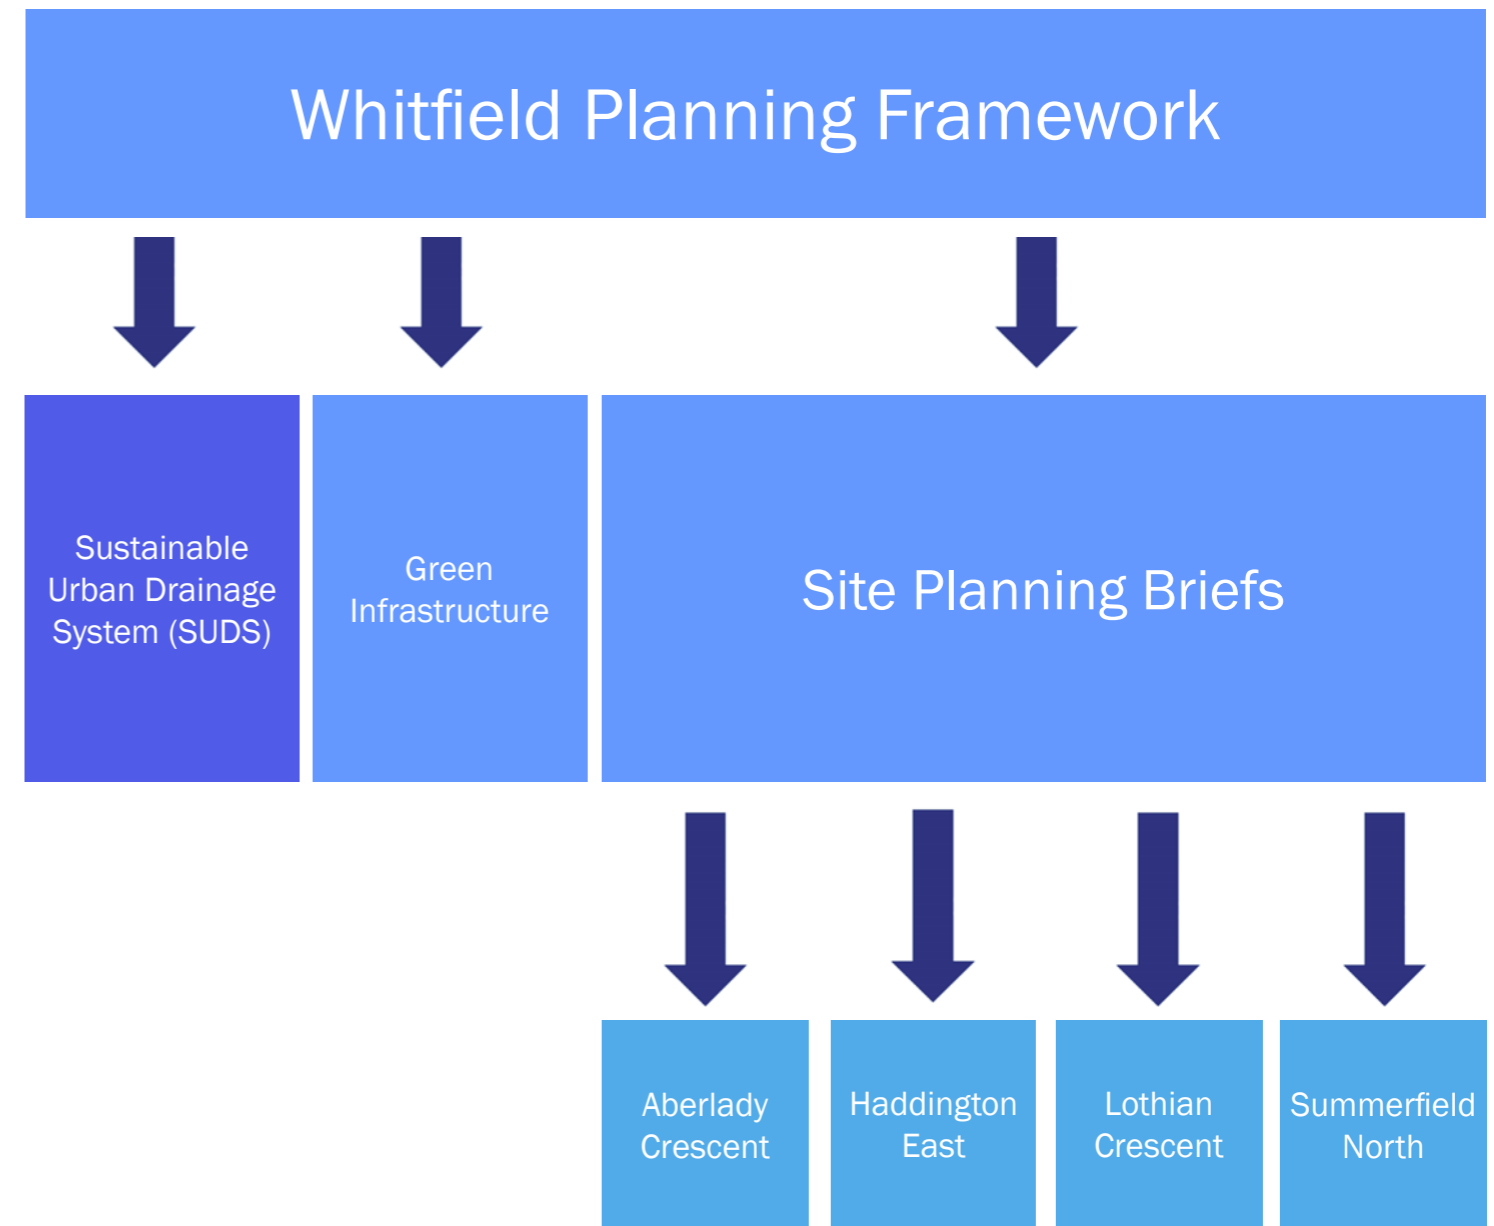 Whitfield Planning Framework
Sustainable
Urban Drainage
System (SUDS)
Green
Infrastructure
Site Planning Briefs
Aberlady
Crescent
Haddington
East
Lothian
Crescent
Summerfield
North